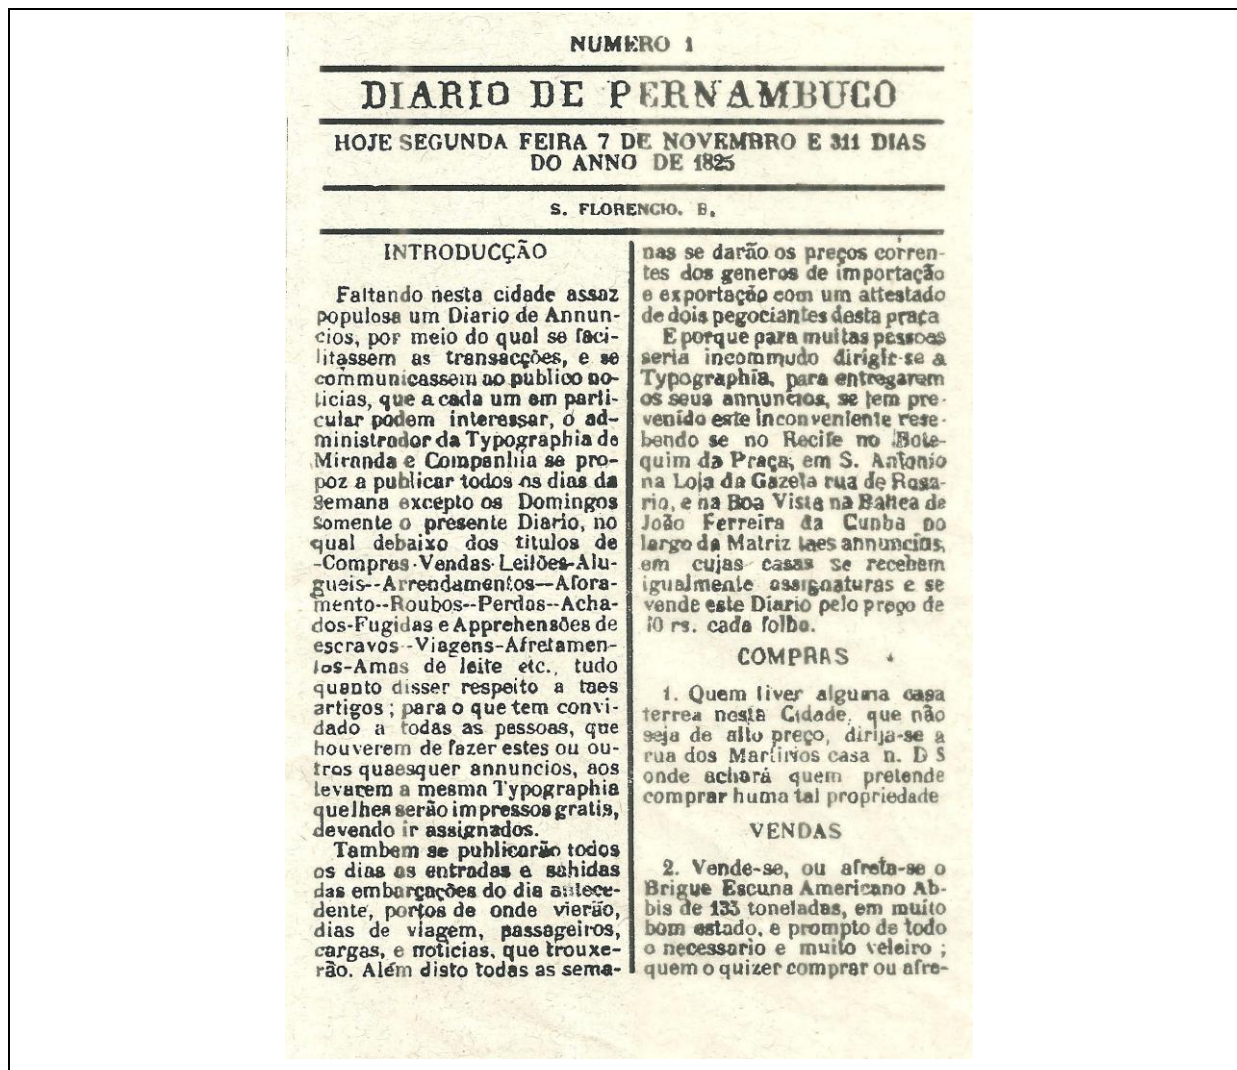 NUMERO 1
DIARIO DE PERNAMBUCO
HOJE SEGUNDA FEIRA 7 DE NOVEMBRO E 311 DIAS
DO ANNO DE 1825
S. FLORENCIO. B.
INTRODUCÇÃO
Faltando nesta cidade assaz
populosa um Diario de Annun-
cios, por meio do qual se faci-
litassem as transacções, e se
communicassem ao publico no-
ticias, que a cada um em parti-
cular podem interessar, o ad-
ministrador da Typographia de
Miranda e Companhia se pro-
poz a publicar todos os dias da
Semana excepto os Domingos
somente o presente Diario, no
qual debaixo dos titulos de
-Compras-Vendas-Leilões-Alu-
gueis--Arrendamentos--Afora-
mento--Roubos--Perdas--Acha-
dos-Fugidas e Apprehensões de
escravos--Viagens-Afretamen-
tos-Amas de leite etc., tudo
quanto disser respeito a taes
artigos ; para o que tem convi-
dado a todas as pessoas, que
houverem de fazer estes ou ou-
tros quaesquer annuncios, aos
levarem a mesma Typographia
que lhes serão impressos gratis,
devendo ir assignados.
Tambem se publicarão todos
os dias as entradas e sahidas
das embarcações do dia antece-
dente, portos de onde vierão,
dias de viagem, passageiros,
cargas, e noticias, que trouxe-
rão. Além disto todas as sema-
nas se darão os preços corren-
tes dos generos de importação
e exportação com um attestado
de dois pegociantes desta praça
E porque para muitas pessoas
seria incommudo dirigir-se a
Typographia, para entregarem
os seus annuncios, se tem pre-
venido este inconveniente rese-
bendo se no Recife no Bote-
quim da Praça, em S. Antonio
na Loja da Gazeta rua de Rosa-
rio, e na Boa Vista na Botica de
João Ferreira da Cunha no
largo da Matriz taes annuncios,
em cujas casas se recebem
igualmente assignaturas e se
vende este Diario pelo preço de
10 rs. cada folha.
COMPRAS
1. Quem tiver alguma casa
terrea nesta Cidade, que não
seja de alto preço, dirija-se a
rua dos Martirios casa n. D S
onde achará quem pretende
comprar huma tal propriedade
VENDAS
2. Vende-se, ou afreta-se o
Brigue Escuna Americano Ab-
bis de 133 toneladas, em muito
bom estado, e prompto de todo
o necessario e muito veleiro ;
quem o quizer comprar ou afre-